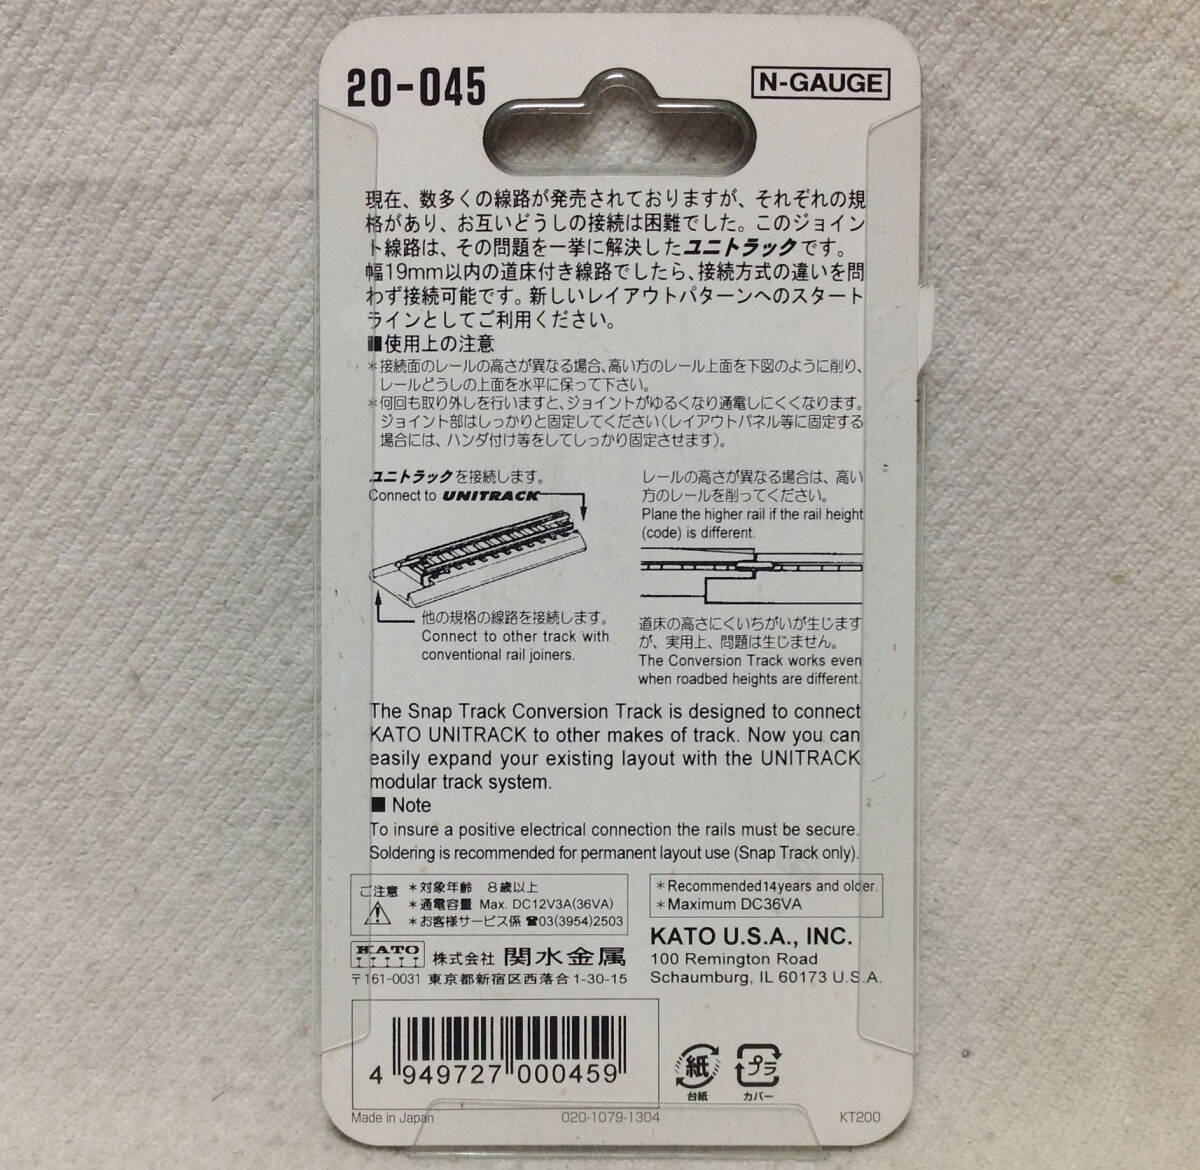 20-045
N-GAUGE
現在、数多くの線路が発売されておりますが、それぞれの規
格があり、お互いどうしの接続は困難でした。このジョイン
ト線路は、その問題を一挙に解決したユニトラックです。
幅19mm以内の道床付き線路でしたら、接続方式の違いを問
わず接続可能です。新しいレイアウトパターンへのスタート
ラインとしてご利用ください。
■使用上の注意
＊接続面のレールの高さが異なる場合、高い方のレール上面を下図のように削り、
レールどうしの上面を水平に保って下さい。
＊何回も取り外しを行いますと、ジョイントがゆるくなり通電しにくくなります。
ジョイント部はしっかりと固定してください(レイアウトパネル等に固定する
場合には、ハンダ付け等をしてしっかり固定させます)。
ユニトラックを接続します。
Connect to UNITRACK
他の規格の線路を接続します。
Connect to other track with
conventional rail joiners.
レールの高さが異なる場合は、高い
方のレールを削ってください。
Plane the higher rail if the rail height
(code) is different.
道床の高さにくいちがいが生じます
が、実用上、問題は生じません。
The Conversion Track works even
when roadbed heights are different.
The Snap Track Conversion Track is designed to connect
KATO UNITRACK to other makes of track. Now you can
easily expand your existing layout with the UNITRACK
modular track system.
■ Note
To insure a positive electrical connection the rails must be secure.
Soldering is recommended for permanent layout use (Snap Track only).
ご注意
＊対象年齢 8歳以上
＊通電容量 Max. DC12V3A(36VA)
＊お客様サービス係 ☎03(3954)2503
＊Recommended14years and older.
＊Maximum DC36VA
KATO 株式会社 関水金属
〒161-0031 東京都新宿区西落合1-30-15
KATO U.S.A., INC.
100 Remington Road
Schaumburg, IL 60173 U.S.A.
4 949727 000459
紙
台紙
プラ
カバー
Made in Japan
020-1079-1304
KT200